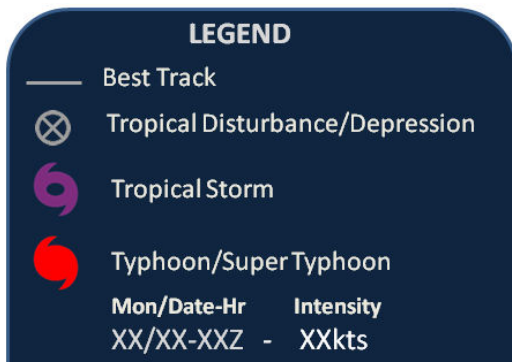 LEGEND
Best Track
Tropical Disturbance/Depression
Tropical Storm
Typhoon/Super Typhoon
Mon/Date-Hr Intensity
XX/XX-XXZ - XXkts